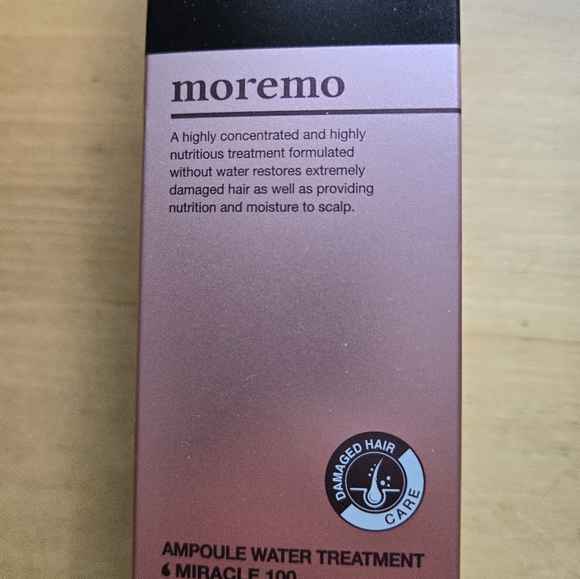 moremo
A highly concentrated and highly
nutritious treatment formulated
without water restores extremely
damaged hair as well as providing
nutrition and moisture to scalp.
DAMAGED HAIR
CARE
AMPOULE WATER TREATMENT
MIRACLE 100